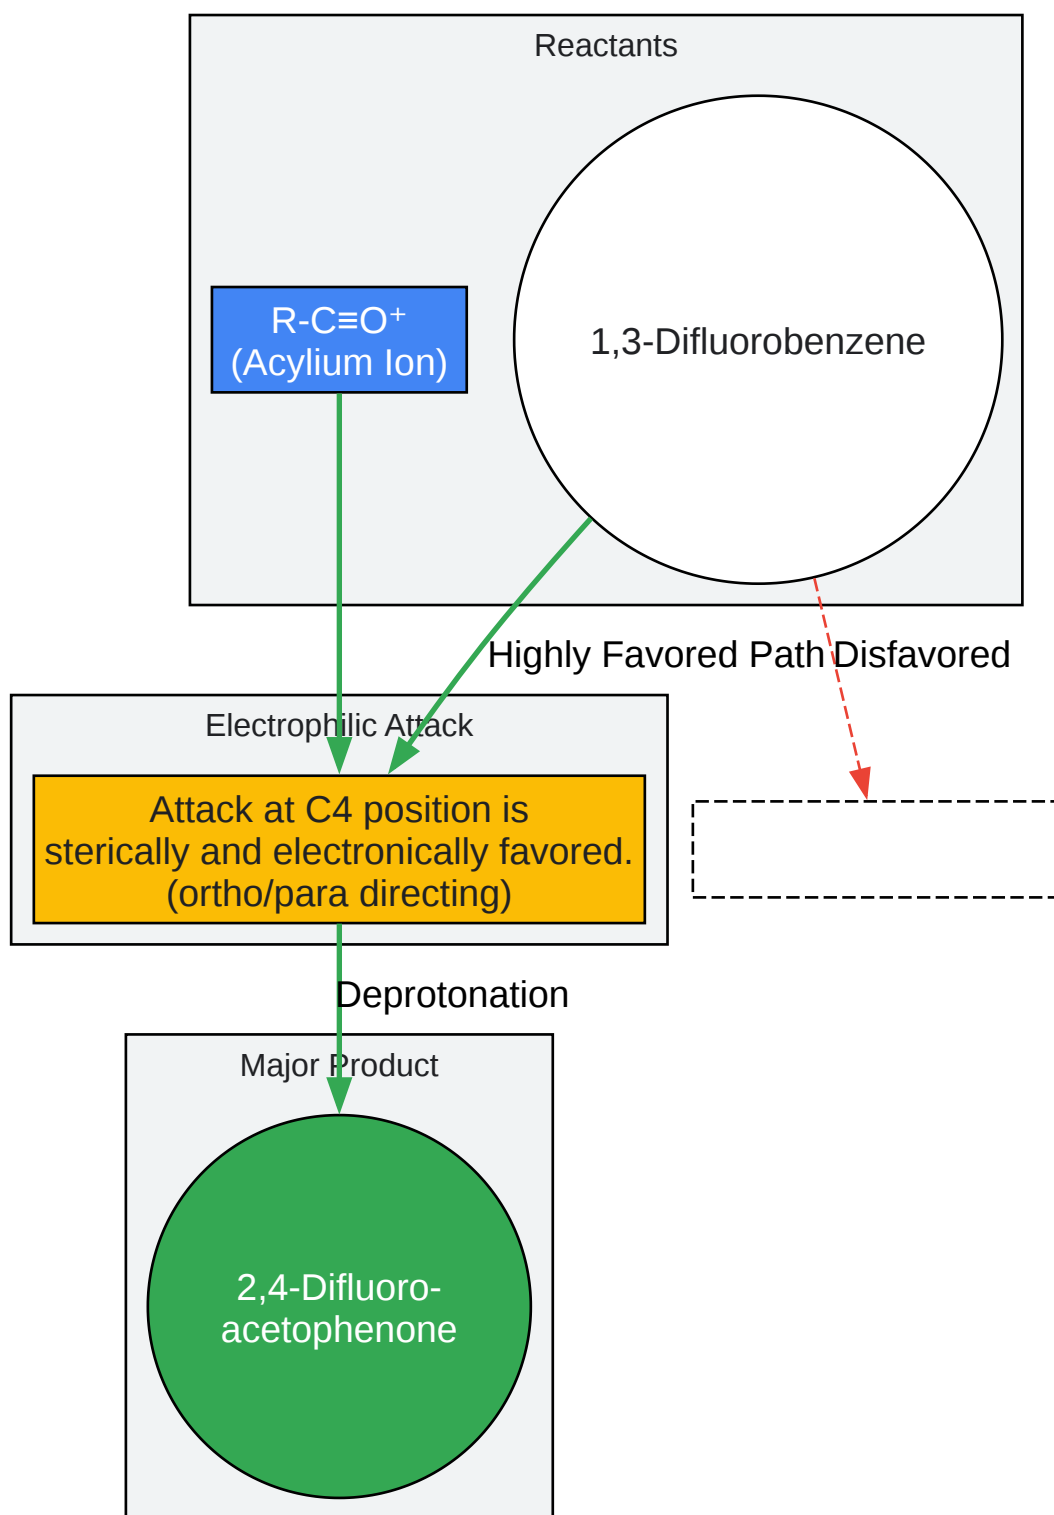 Reactants
R-C≡O⁺
(Acylium Ion)
1,3-Difluorobenzene
Highly Favored Path
Disfavored
Electrophilic Attack
Attack at C4 position is
sterically and electronically favored.
(ortho/para directing)
Deprotonation
Major Product
2,4-Difluoro-
acetophenone